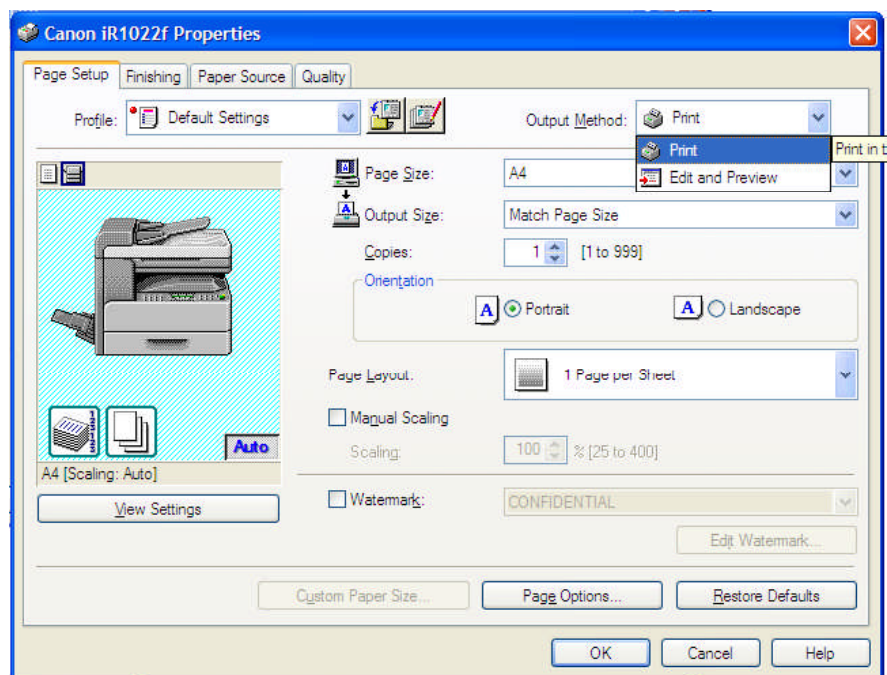 Canon iR1022f Properties
Page Setup Finishing Paper Source Quality
Profile: Default Settings Output Method: Print
Print Print in t
Edit and Preview
Page Size: A4
Output Size: Match Page Size
Copies: 1 [1 to 999]
Orientation
A Portrait A Landscape
Page Layout: 1 Page per Sheet
Manual Scaling
Auto Scaling: 100 % [25 to 400]
A4 [Scaling: Auto]
View Settings Watermark: CONFIDENTIAL
Edit Watermark...
Custom Paper Size... Page Options... Restore Defaults
OK Cancel Help